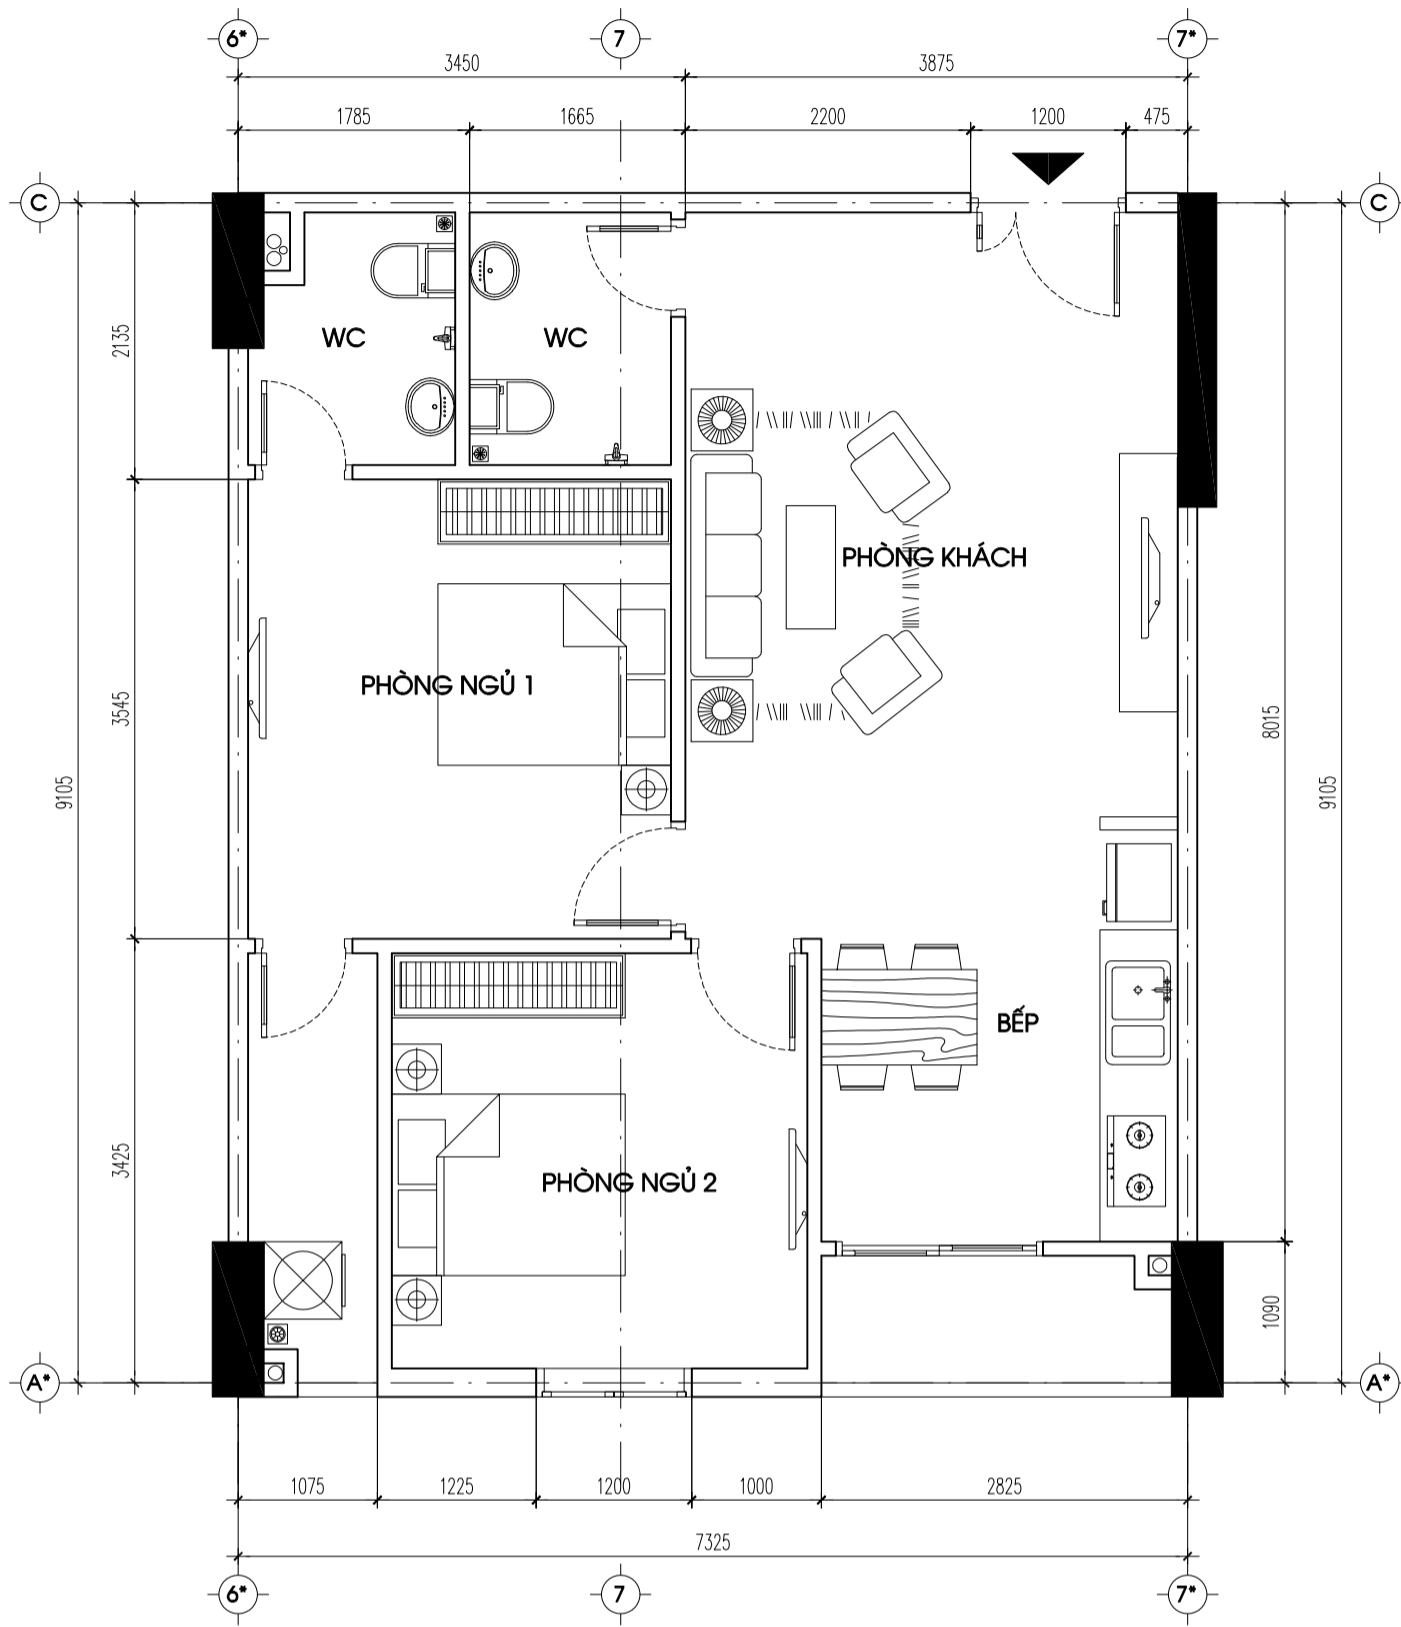 6* 7 7*
3450 3875
1785 1665 2200 1200 475
C C
2135
WC WC
PHÒNG KHÁCH
PHÒNG NGỦ 1
3545 8015
9105 9105
BẾP
3425
PHÒNG NGỦ 2
1090
A* A*
1075 1225 1200 1000 2825
7325
6* 7 7*